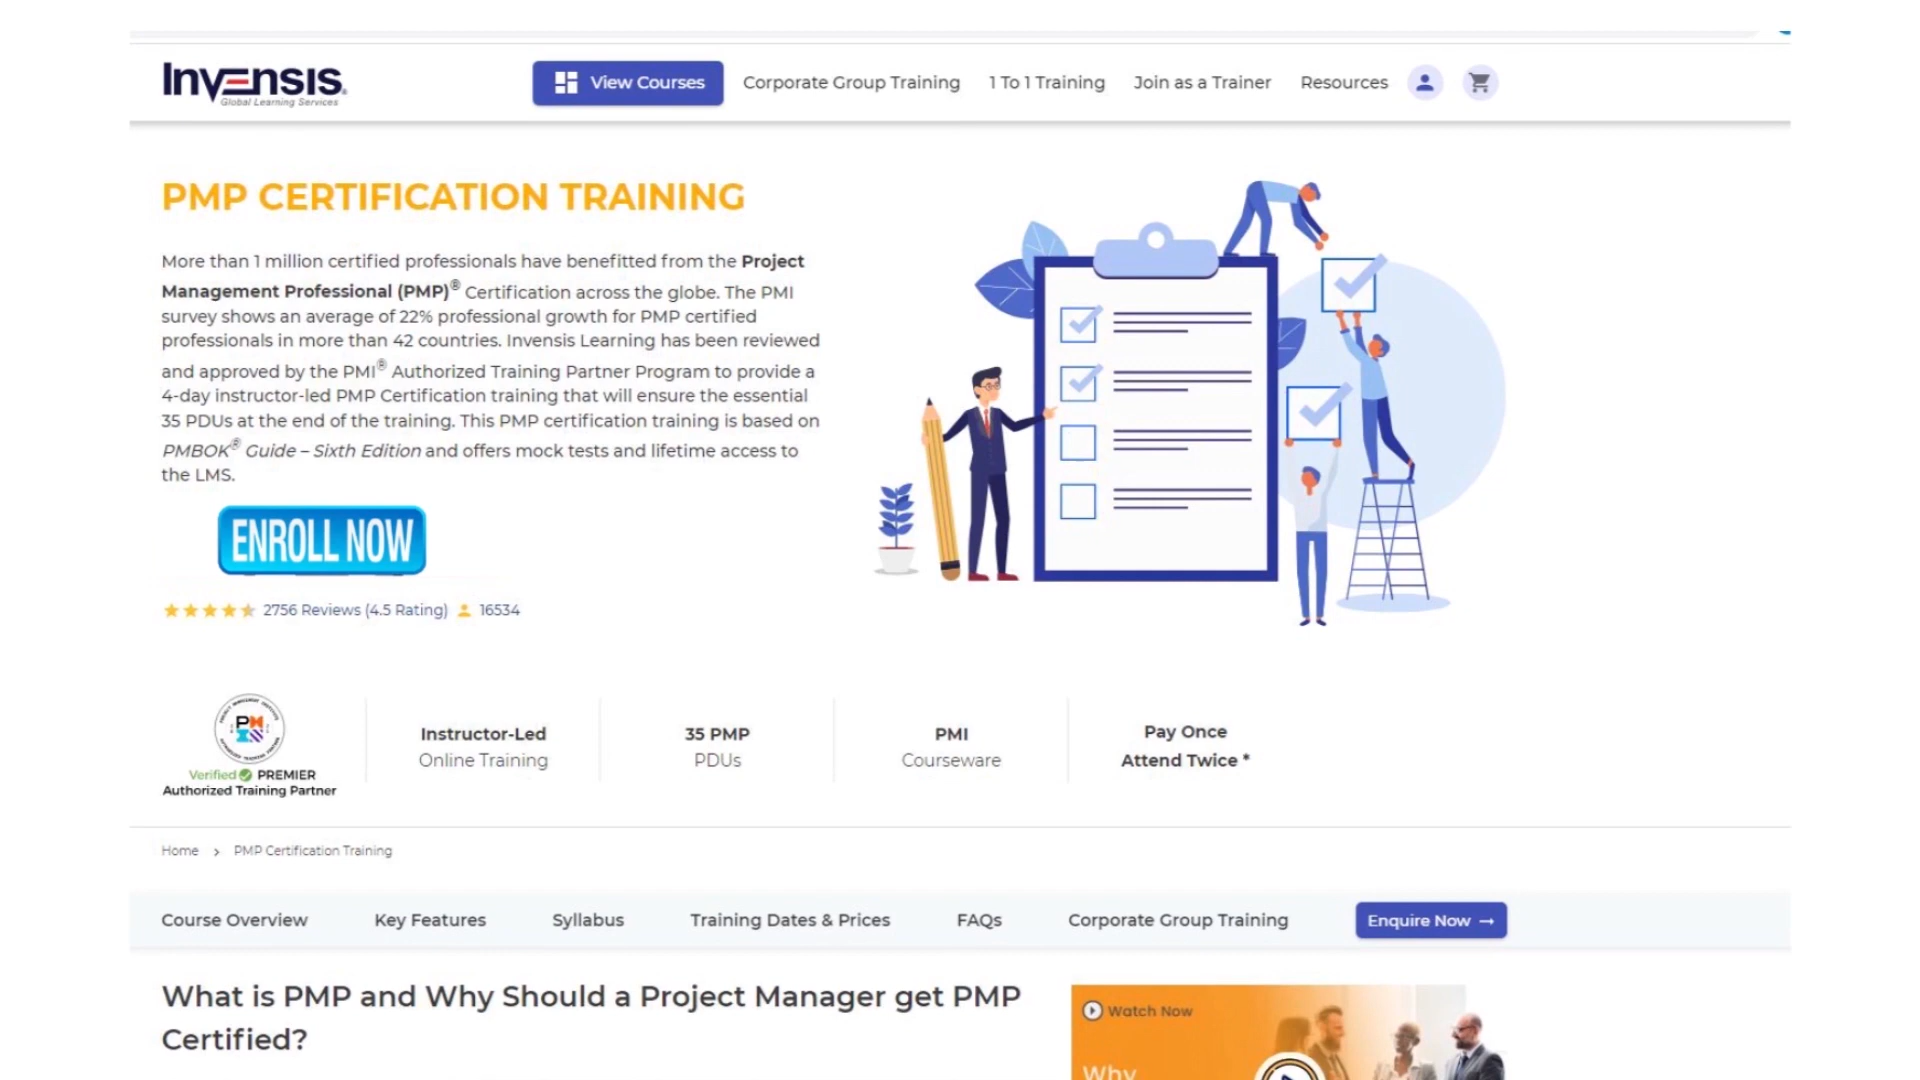 Invensis
Global Learning Services
View Courses
Corporate Group Training
1 To 1 Training
Join as a Trainer
Resources
PMP CERTIFICATION TRAINING
More than 1 million certified professionals have benefitted from the Project
Management Professional (PMP)® Certification across the globe. The PMI
survey shows an average of 22% professional growth for PMP certified
professionals in more than 42 countries. Invensis Learning has been reviewed
and approved by the PMI® Authorized Training Partner Program to provide a
4-day instructor-led PMP Certification training that will ensure the essential
35 PDUs at the end of the training. This PMP certification training is based on
PMBOK® Guide – Sixth Edition and offers mock tests and lifetime access to
the LMS.
ENROLL NOW
2756 Reviews (4.5 Rating) 16534
Verified PREMIER
Authorized Training Partner
Instructor-Led
Online Training
35 PMP
PDUs
PMI
Courseware
Pay Once
Attend Twice *
Home > PMP Certification Training
Course Overview
Key Features
Syllabus
Training Dates & Prices
FAQs
Corporate Group Training
Enquire Now →
What is PMP and Why Should a Project Manager get PMP
Certified?
Watch Now
Why